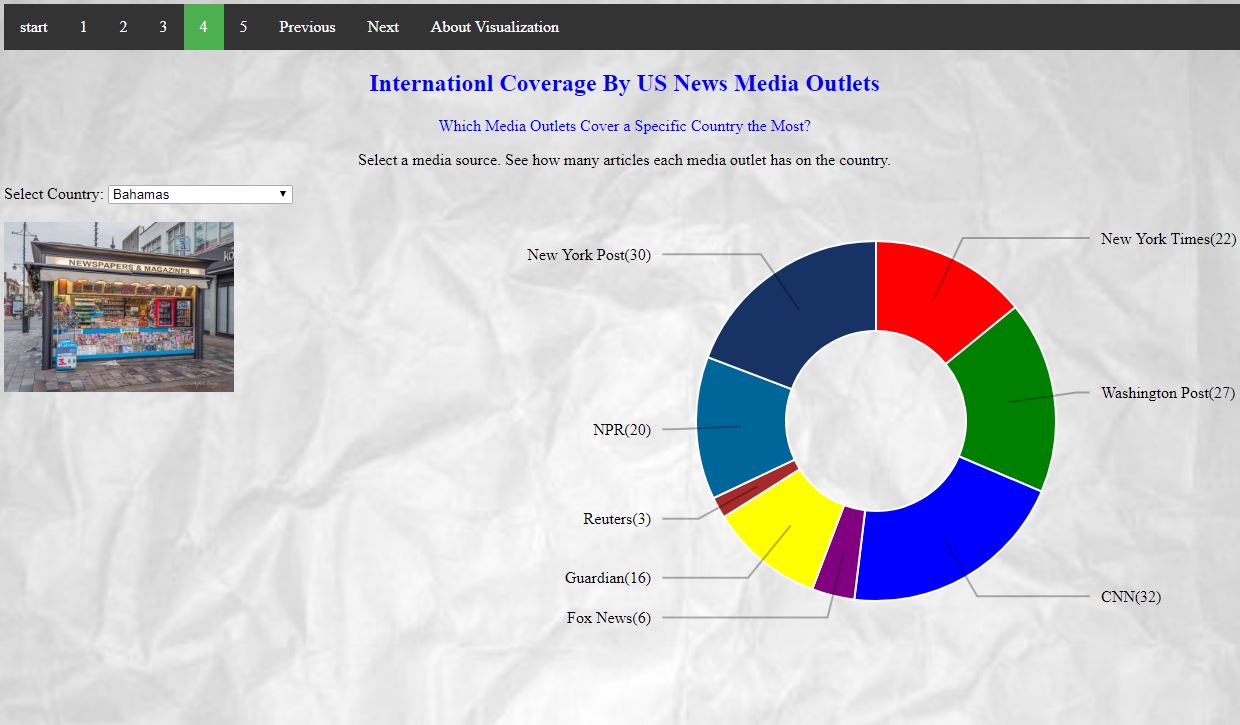 start 1 2 3 4 5 Previous Next About Visualization
Internationl Coverage By US News Media Outlets
Which Media Outlets Cover a Specific Country the Most?
Select a media source. See how many articles each media outlet has on the country.
Select Country: Bahamas
NEWSPAPERS & MAGAZINES
New York Times(22)
New York Post(30)
Washington Post(27)
NPR(20)
Reuters(3)
Guardian(16)
CNN(32)
Fox News(6)